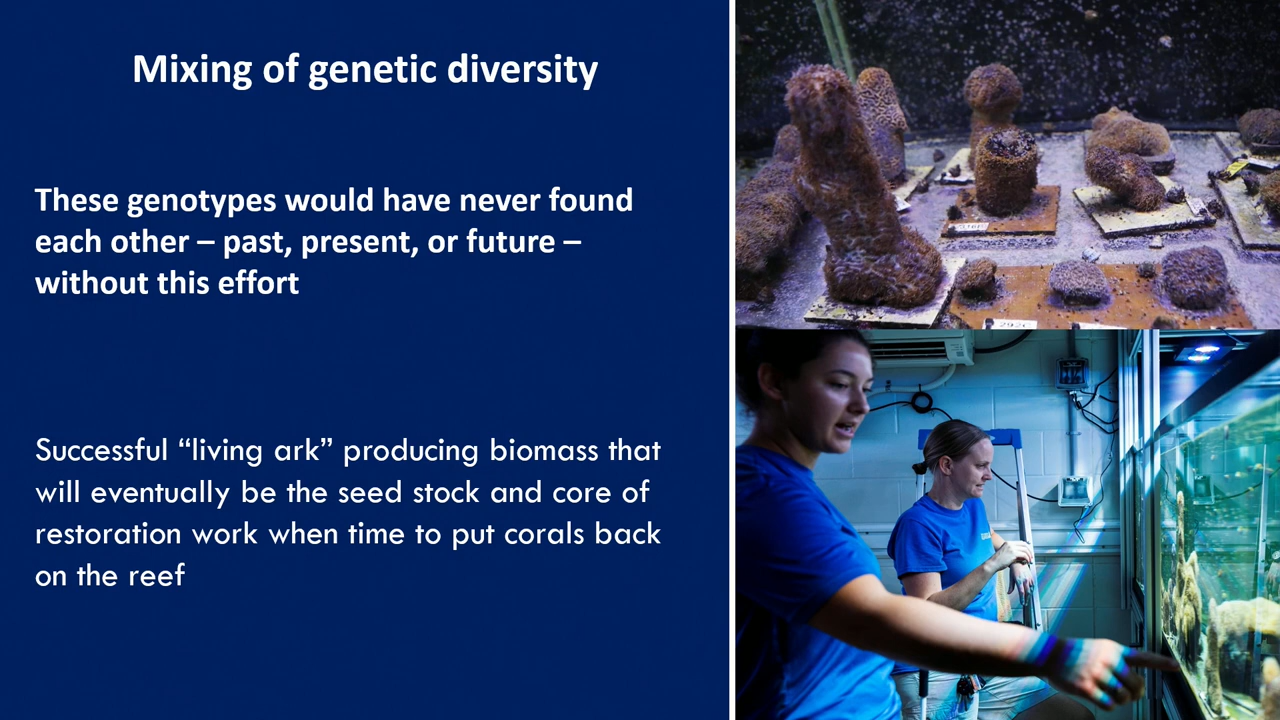 Mixing of genetic diversity
These genotypes would have never found
each other – past, present, or future –
without this effort
Successful “living ark” producing biomass that
will eventually be the seed stock and core of
restoration work when time to put corals back
on the reef